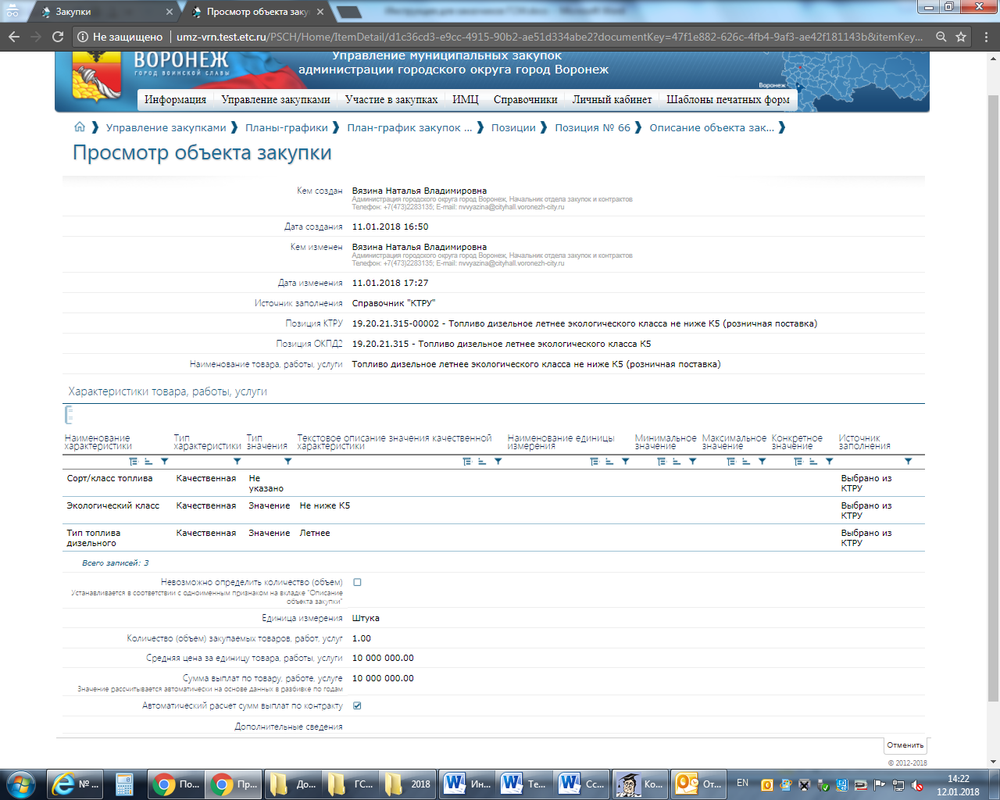 Закупки
Просмотр объекта заку
Не защищено
umz-vrn.test.etc.ru/PSCH/Home/ItemDetail/d1c36cd3-e9cc-4915-90b2-ae51d334abe2?documentKey=47f1e882-626c-4fb4-9af3-ae42f181143b&itemKey...
ВОРОНЕЖ
ГОРОД ВОИНСКОЙ СЛАВЫ
Управление муниципальных закупок
администрации городского округа город Воронеж
Воронеж
Информация Управление закупками Участие в закупках ИМЦ Справочники Личный кабинет Шаблоны печатных форм
Управление закупками ❱ Планы-графики ❱ План-график закупок ... ❱ Позиции ❱ Позиция № 66 ❱ Описание объекта зак... ❱
Просмотр объекта закупки
Кем создан Вязина Наталья Владимировна
Администрация городского округа город Воронеж, Начальник отдела закупок и контрактов
Телефон: +7(473)2283135; E-mail: nvvyazina@cityhall.voronezh-city.ru
Дата создания 11.01.2018 16:50
Кем изменен Вязина Наталья Владимировна
Администрация городского округа город Воронеж, Начальник отдела закупок и контрактов
Телефон: +7(473)2283135; E-mail: nvvyazina@cityhall.voronezh-city.ru
Дата изменения 11.01.2018 17:27
Источник заполнения Справочник "КТРУ"
Позиция КТРУ 19.20.21.315-00002 - Топливо дизельное летнее экологического класса не ниже К5 (розничная поставка)
Позиция ОКПД2 19.20.21.315 - Топливо дизельное летнее экологического класса К5
Наименование товара, работы, услуги Топливо дизельное летнее экологического класса не ниже К5 (розничная поставка)
Характеристики товара, работы, услуги
Наименование характеристики Тип характеристики Тип значения Текстовое описание значения качественной характеристики Наименование единицы измерения Минимальное значение Максимальное значение Конкретное значение Источник заполнения
Сорт/класс топлива Качественная Не указано Выбрано из КТРУ
Экологический класс Качественная Значение Не ниже К5 Выбрано из КТРУ
Тип топлива дизельного Качественная Значение Летнее Выбрано из КТРУ
Всего записей: 3
Невозможно определить количество (объем)
Устанавливается в соответствии с одноименным признаком на вкладке "Описание
объекта закупки"
Единица измерения Штука
Количество (объем) закупаемых товаров, работ, услуг 1.00
Средняя цена за единицу товара, работы, услуги 10 000 000.00
Сумма выплат по товару, работе, услуге 10 000 000.00
Значение рассчитывается автоматически на основе данных в разбивке по годам
Автоматический расчет сумм выплат по контракту
Дополнительные сведения
Отменить
© 2012-2018
№ ... По... Пр... До... ГС... 2018 Ин... Те... Сс... Ко... От... EN 14:22
12.01.2018